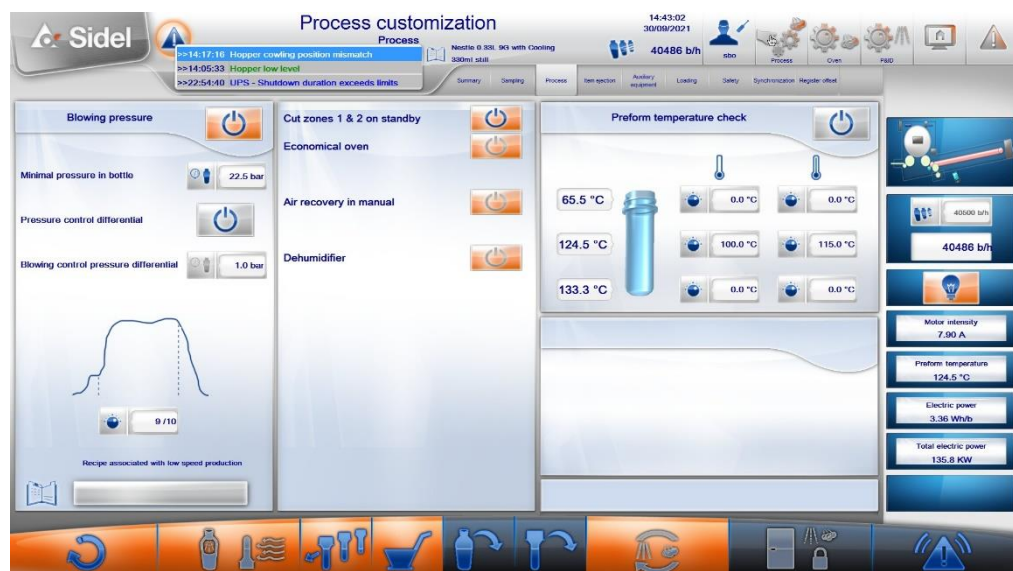 Sidel
Process customization
Process
>>14:17:16 Hopper cowling position mismatch
>>14:05:33 Hopper low level
>>22:54:40 UPS - Shutdown duration exceeds limits
Nestle 0.33L 9G with Cooling
330ml still
14:43:02
30/09/2021
40486 b/h
sbo
Process
Oven
P&ID
Summary
Samping
Process
Item ejection
Auxiliary equipment
Loading
Safety
Synchronization
Register offset
Blowing pressure
Minimal pressure in bottle
22.5 bar
Pressure control differential
Blowing control pressure differential
1.0 bar
9 /10
Recipe associated with low speed production
Cut zones 1 & 2 on standby
Economical oven
Air recovery in manual
Dehumidifier
Preform temperature check
65.5 °C
0.0 °C
0.0 °C
124.5 °C
100.0 °C
115.0 °C
133.3 °C
0.0 °C
0.0 °C
40500 b/h
40486 b/h
Motor intensity
7.90 A
Preform temperature
124.5 °C
Electric power
3.36 Wh/b
Total electric power
135.8 KW